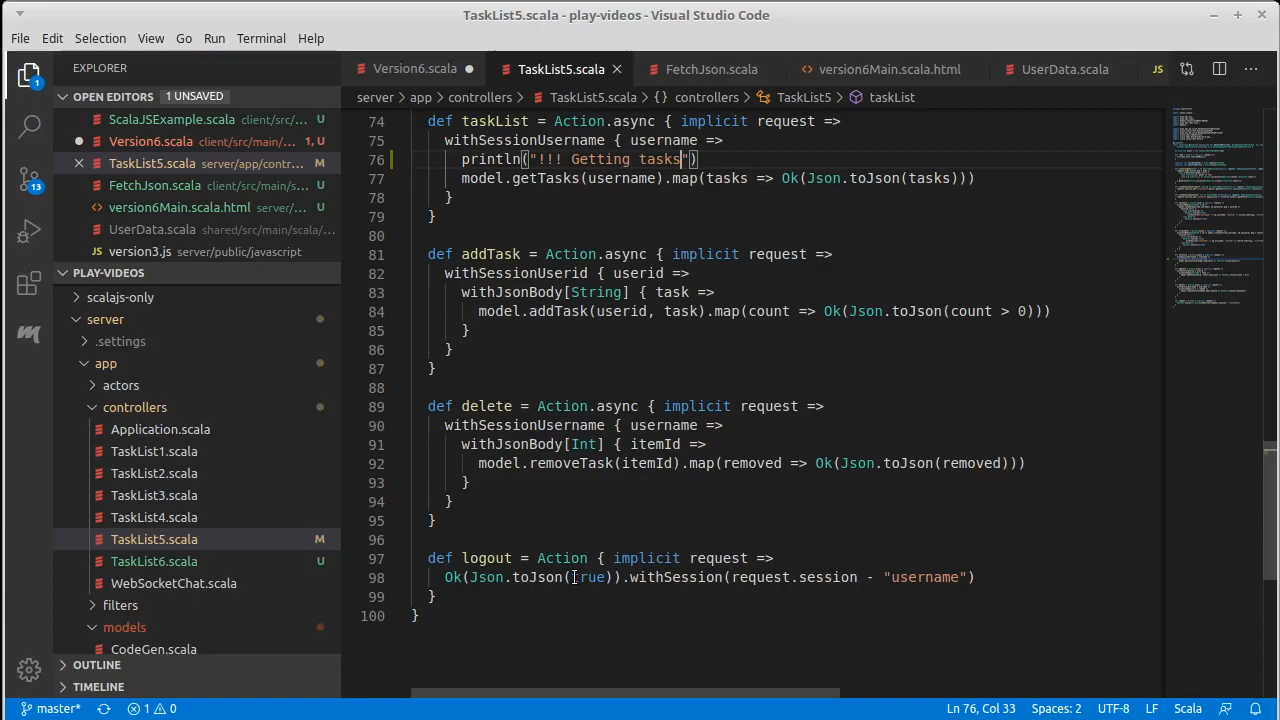 TaskList5.scala - play-videos - Visual Studio Code
File Edit Selection View Go Run Terminal Help
EXPLORER
Version6.scala
TaskList5.scala
FetchJson.scala
version6Main.scala.html
UserData.scala
JS
OPEN EDITORS 1 UNSAVED
server > app > controllers > TaskList5.scala > {} controllers > TaskList5 > taskList
ScalaJSExample.scala client/src/... U
Version6.scala client/src/main/... 1, U
TaskList5.scala server/app/contr... M
FetchJson.scala client/src/main/... U
version6Main.scala.html server/... U
UserData.scala shared/src/main/scala/...
JS version3.js server/public/javascript
PLAY-VIDEOS
scalajs-only
server
.settings
app
actors
controllers
Application.scala
TaskList1.scala
TaskList2.scala
TaskList3.scala
TaskList4.scala
TaskList5.scala M
TaskList6.scala U
WebSocketChat.scala
filters
models
CodeGen.scala
OUTLINE
TIMELINE
1
13
74 def taskList = Action.async { implicit request =>
75 withSessionUsername { username =>
76 println("!!! Getting tasks")
77 model.getTasks(username).map(tasks => Ok(Json.toJson(tasks)))
78 }
79 }
80
81 def addTask = Action.async { implicit request =>
82 withSessionUserid { userid =>
83 withJsonBody[String] { task =>
84 model.addTask(userid, task).map(count => Ok(Json.toJson(count > 0)))
85 }
86 }
87 }
88
89 def delete = Action.async { implicit request =>
90 withSessionUsername { username =>
91 withJsonBody[Int] { itemId =>
92 model.removeTask(itemId).map(removed => Ok(Json.toJson(removed)))
93 }
94 }
95 }
96
97 def logout = Action { implicit request =>
98 Ok(Json.toJson(true)).withSession(request.session - "username")
99 }
100 }
master* 1 0 Ln 76, Col 33 Spaces: 2 UTF-8 LF Scala